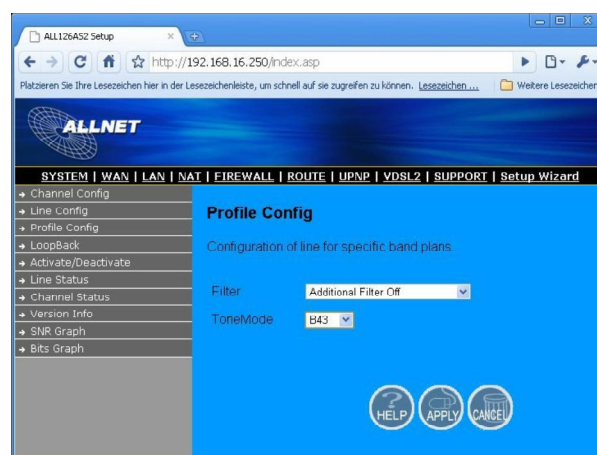 ALL126AS2 Setup
http://192.168.16.250/index.asp
Platzieren Sie Ihre Lesezeichen hier in der Lesezeichenleiste, um schnell auf sie zugreifen zu können. Lesezeichen ... Weitere Lesezeichen
ALLNET
SYSTEM | WAN | LAN | NAT | FIREWALL | ROUTE | UPNP | VDSL2 | SUPPORT | Setup Wizard
Channel Config
Line Config
Profile Config
LoopBack
Activate/Deactivate
Line Status
Channel Status
Version Info
SNR Graph
Bits Graph
Profile Config
Configuration of line for specific band plans
Filter Additional Filter Off
ToneMode B43
HELP APPLY CANCEL